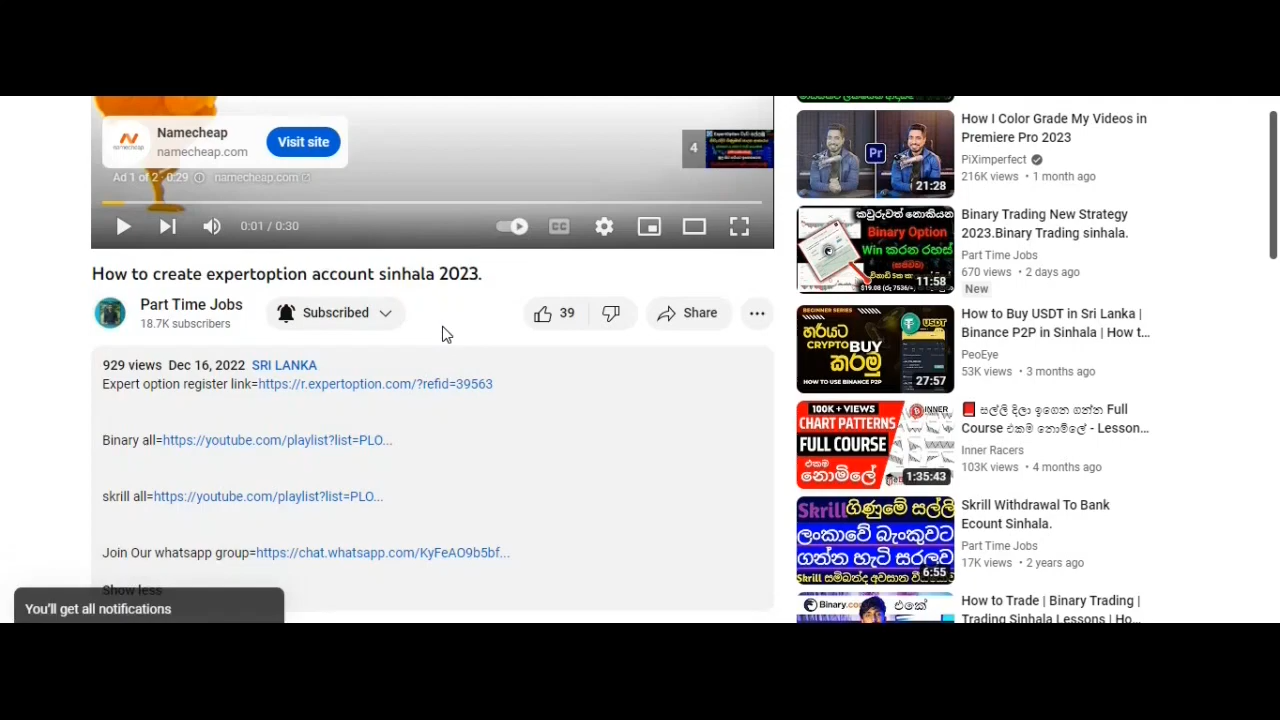 Namecheap
namecheap.com
Visit site
Ad 1 of 2 · 0:29
namecheap.com
4
0:01 / 0:30
CC
How to create expertoption account sinhala 2023.
Part Time Jobs
18.7K subscribers
Subscribed
39
Share
929 views Dec 16, 2022 SRI LANKA
Expert option register link=https://r.expertoption.com/?refid=39563
Binary all=https://youtube.com/playlist?list=PLO...
skrill all=https://youtube.com/playlist?list=PLO...
Join Our whatsapp group=https://chat.whatsapp.com/KyFeAO9b5bf...
Show less
You'll get all notifications
Pr
21:28
How I Color Grade My Videos in
Premiere Pro 2023
PiXimperfect
216K views • 1 month ago
කවුරුවත් නොකියන
Binary Option
Win කරන රහස්
11:58
$19.08
Binary Trading New Strategy
2023.Binary Trading sinhala.
Part Time Jobs
670 views • 2 days ago
New
BEGINNER SERIES
හරියට
CRYPTO BUY
කරමු
USDT
HOW TO USE BINANCE P2P
27:57
How to Buy USDT in Sri Lanka |
Binance P2P in Sinhala | How t...
PeoEye
53K views • 3 months ago
100K + VIEWS
INNER
CHART PATTERNS
FULL COURSE
එකම
නොමිලේ
1:35:43
📕 සල්ලි දිලා ඉගෙන ගන්න Full
Course එකම නොමිලේ - Lesson...
Inner Racers
103K views • 4 months ago
Skrill ගිණුමේ සල්ලි
ලංකාවේ බැංකුවට
ගන්න හැටි සරලව
Skrill සම්බන්ද අවසාන
6:55
Skrill Withdrawal To Bank
Ecount Sinhala.
Part Time Jobs
17K views • 2 years ago
එකේ
How to Trade | Binary Trading |
Trading Sinhala Lessons | Ho...